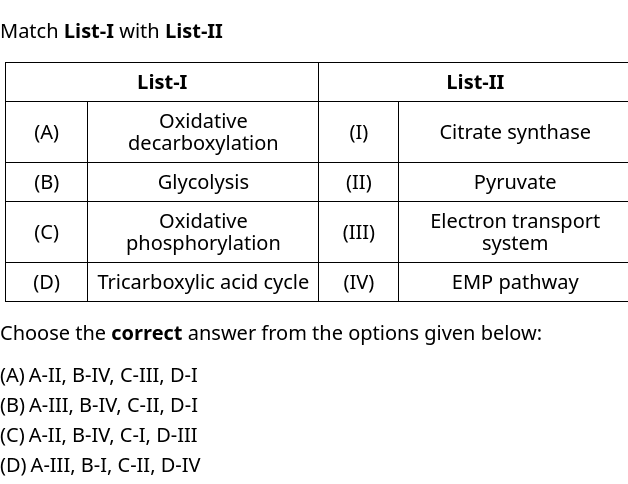 Match List-I with List-II
List-I List-II
(A) Oxidative decarboxylation (I) Citrate synthase
(B) Glycolysis (II) Pyruvate
(C) Oxidative phosphorylation (III) Electron transport system
(D) Tricarboxylic acid cycle (IV) EMP pathway
Choose the correct answer from the options given below:
(A) A-II, B-IV, C-III, D-I
(B) A-III, B-IV, C-II, D-I
(C) A-II, B-IV, C-I, D-III
(D) A-III, B-I, C-II, D-IV